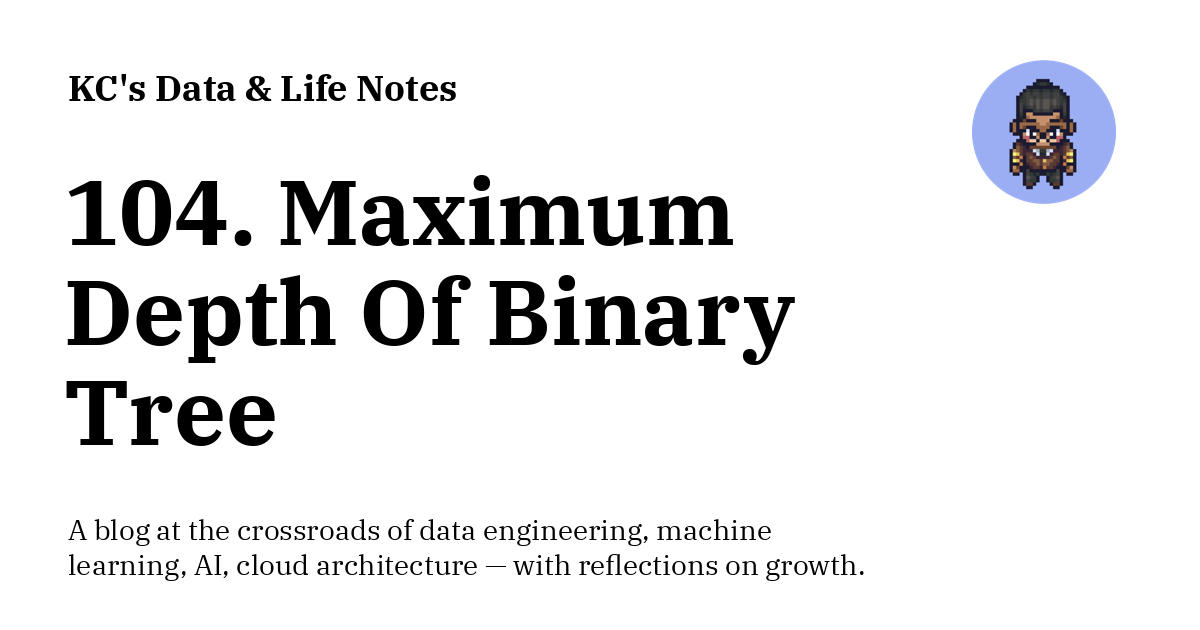 KC's Data & Life Notes
104. Maximum
Depth Of Binary
Tree
A blog at the crossroads of data engineering, machine
learning, AI, cloud architecture — with reflections on growth.